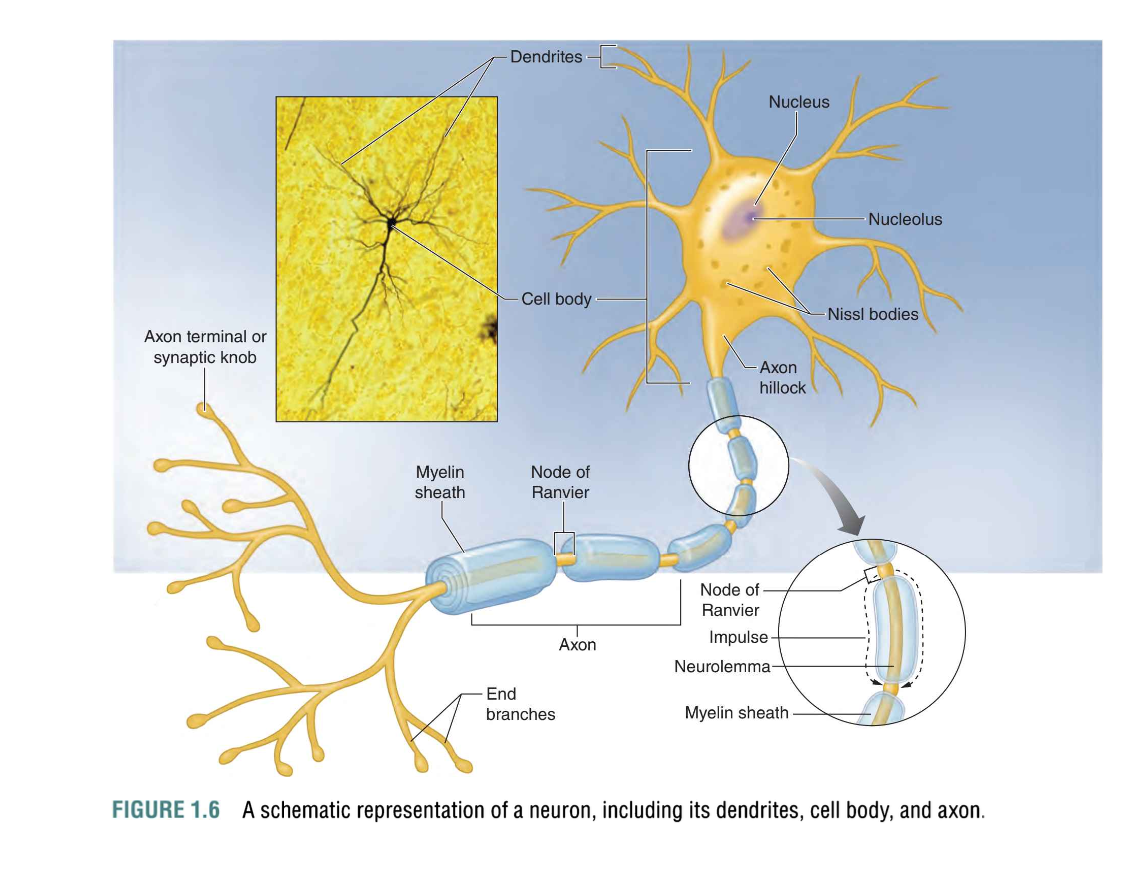 Dendrites
Nucleus
Nucleolus
Cell body
Nissl bodies
Axon terminal or
synaptic knob
Axon
hillock
Myelin
sheath
Node of
Ranvier
Node of
Ranvier
Impulse
Axon
Neurolemma
End
branches
Myelin sheath
FIGURE 1.6 A schematic representation of a neuron, including its dendrites, cell body, and axon.